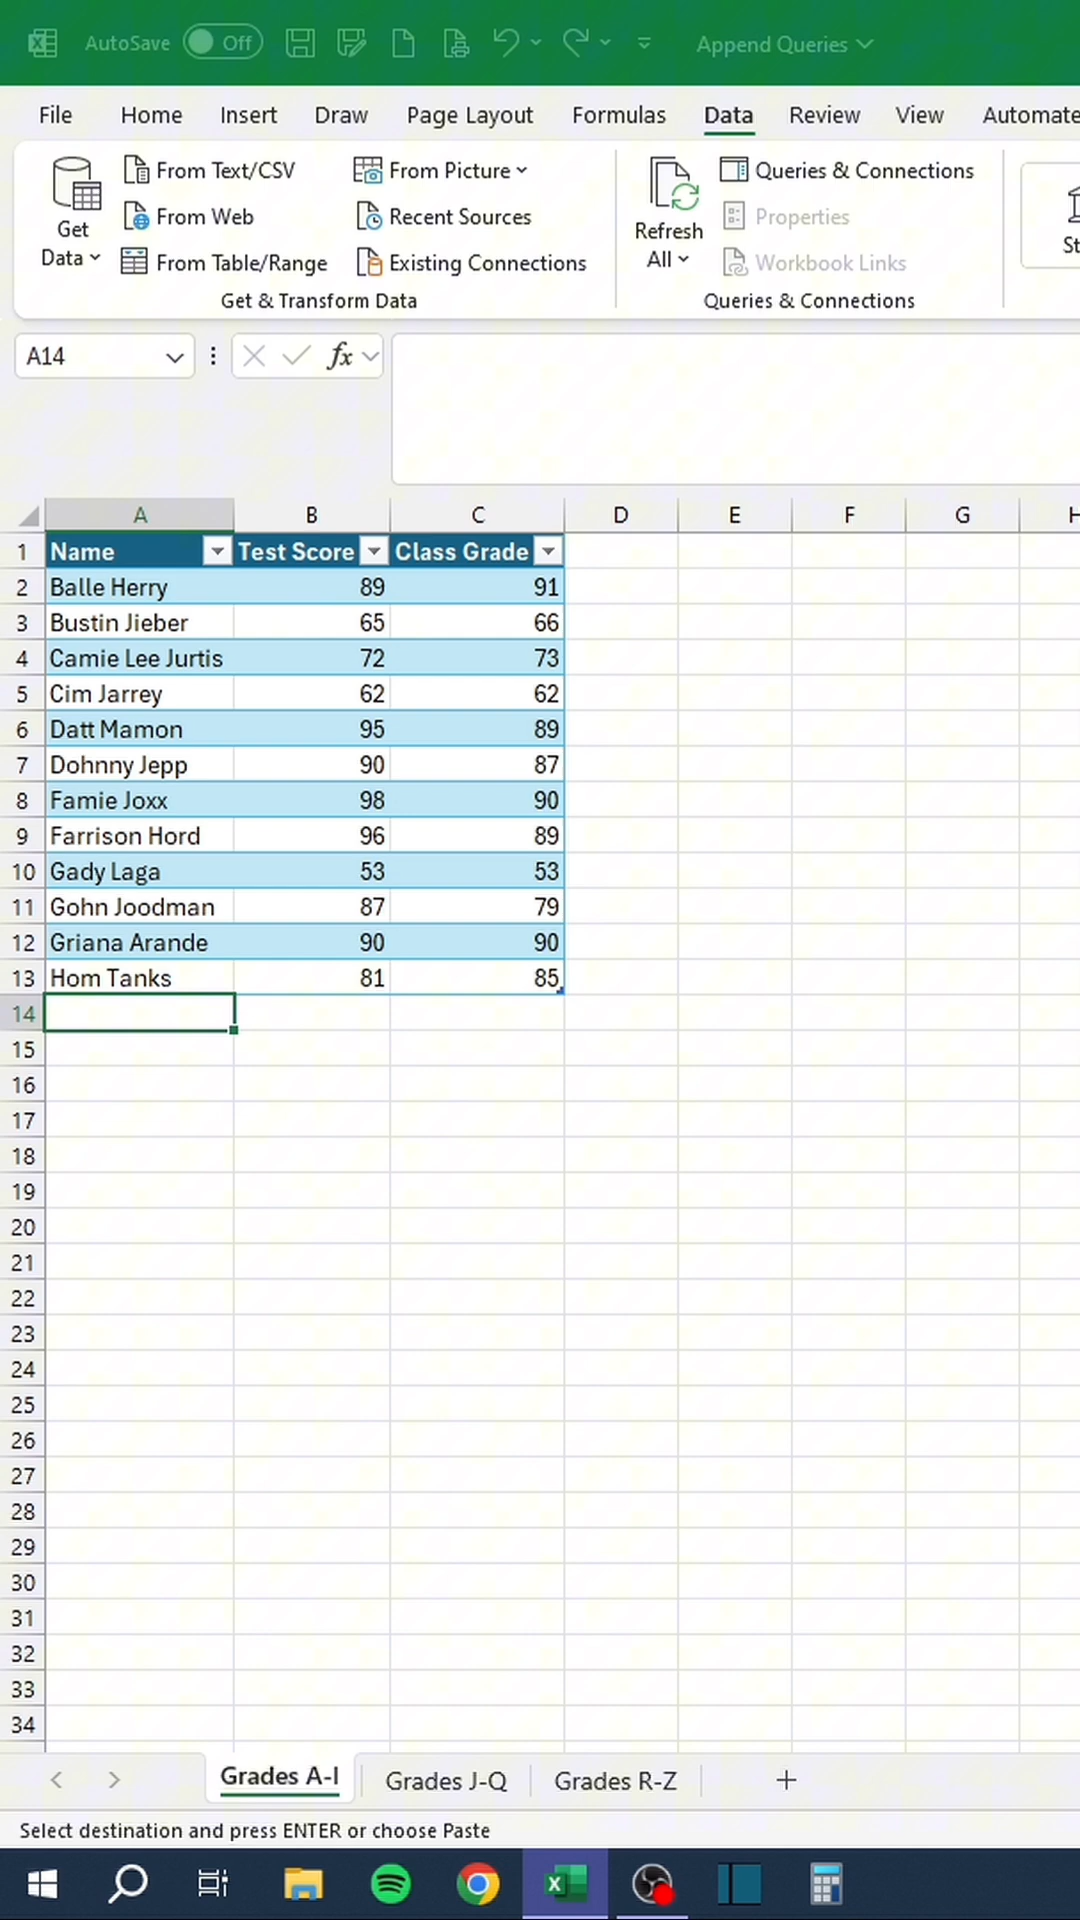 AutoSave Off Append Queries
File Home Insert Draw Page Layout Formulas Data Review View Automate
Get Data
From Text/CSV
From Web
From Table/Range
From Picture
Recent Sources
Existing Connections
Get & Transform Data
Refresh All
Queries & Connections
Properties
Workbook Links
Queries & Connections
St
A14 fx
A B C D E F G H
1 Name Test Score Class Grade
2 Balle Herry 89 91
3 Bustin Jieber 65 66
4 Camie Lee Jurtis 72 73
5 Cim Jarrey 62 62
6 Datt Mamon 95 89
7 Dohnny Jepp 90 87
8 Famie Joxx 98 90
9 Farrison Hord 96 89
10 Gady Laga 53 53
11 Gohn Joodman 87 79
12 Griana Arande 90 90
13 Hom Tanks 81 85
14
15
16
17
18
19
20
21
22
23
24
25
26
27
28
29
30
31
32
33
34
Grades A-I Grades J-Q Grades R-Z
Select destination and press ENTER or choose Paste